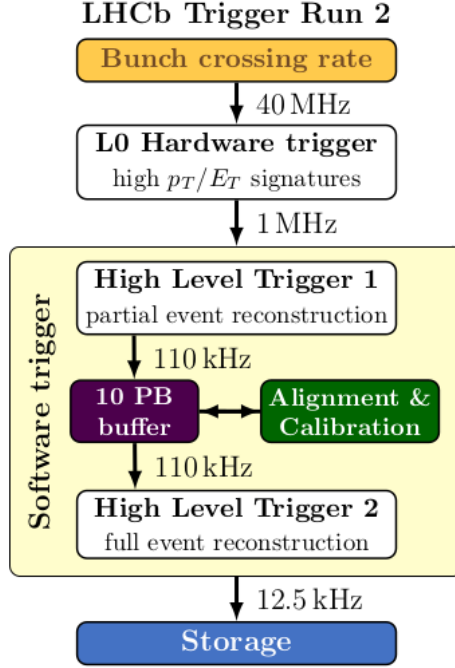 LHCb Trigger Run 2
Bunch crossing rate
40 MHz
L0 Hardware trigger
high p_T/E_T signatures
1 MHz
Software trigger
High Level Trigger 1
partial event reconstruction
110 kHz
10 PB
buffer
Alignment &
Calibration
110 kHz
High Level Trigger 2
full event reconstruction
12.5 kHz
Storage